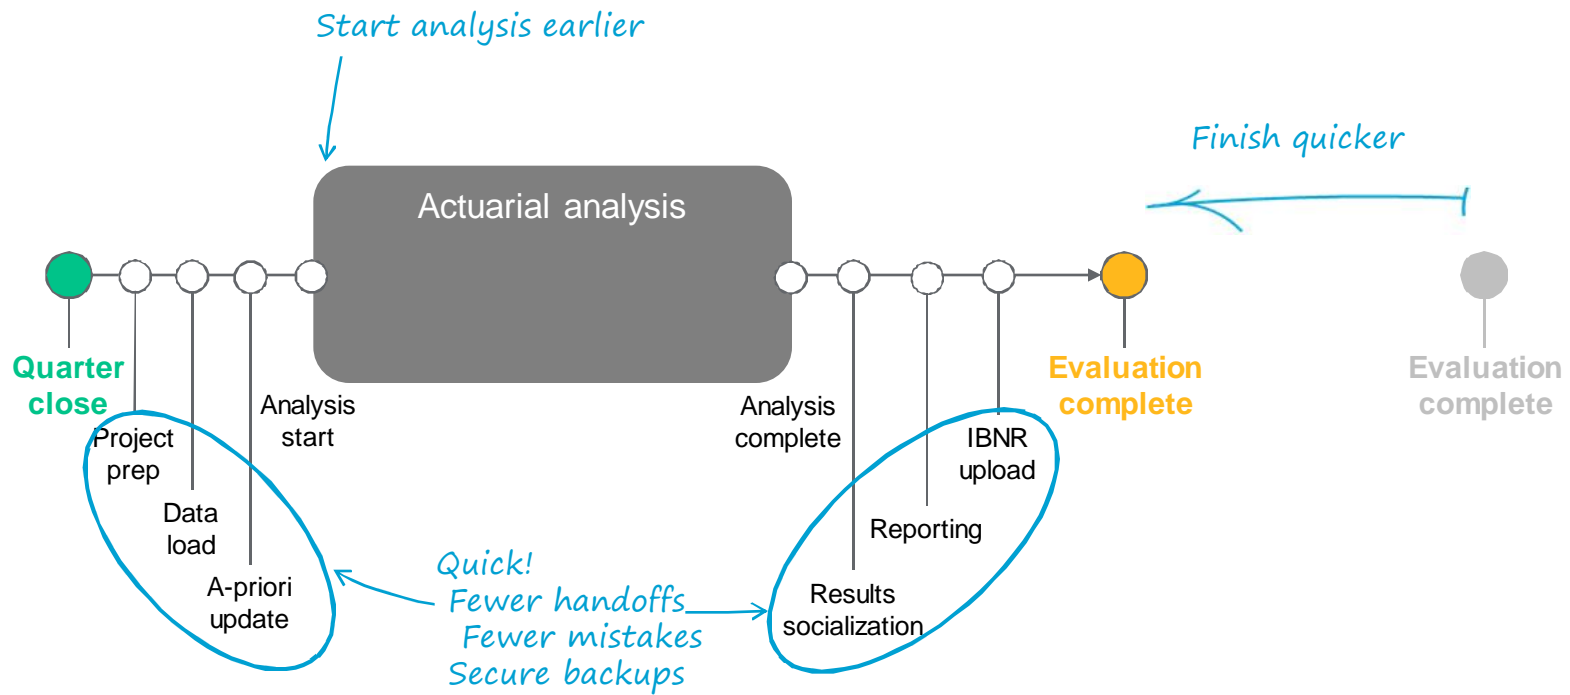 Start analysis earlier
Finish quicker
Actuarial analysis
Quarter
close
Project
prep
Data
load
A-priori
update
Analysis
start
Analysis
complete
Results
socialization
Reporting
IBNR
upload
Evaluation
complete
Evaluation
complete
Quick!
Fewer handoffs
Fewer mistakes
Secure backups